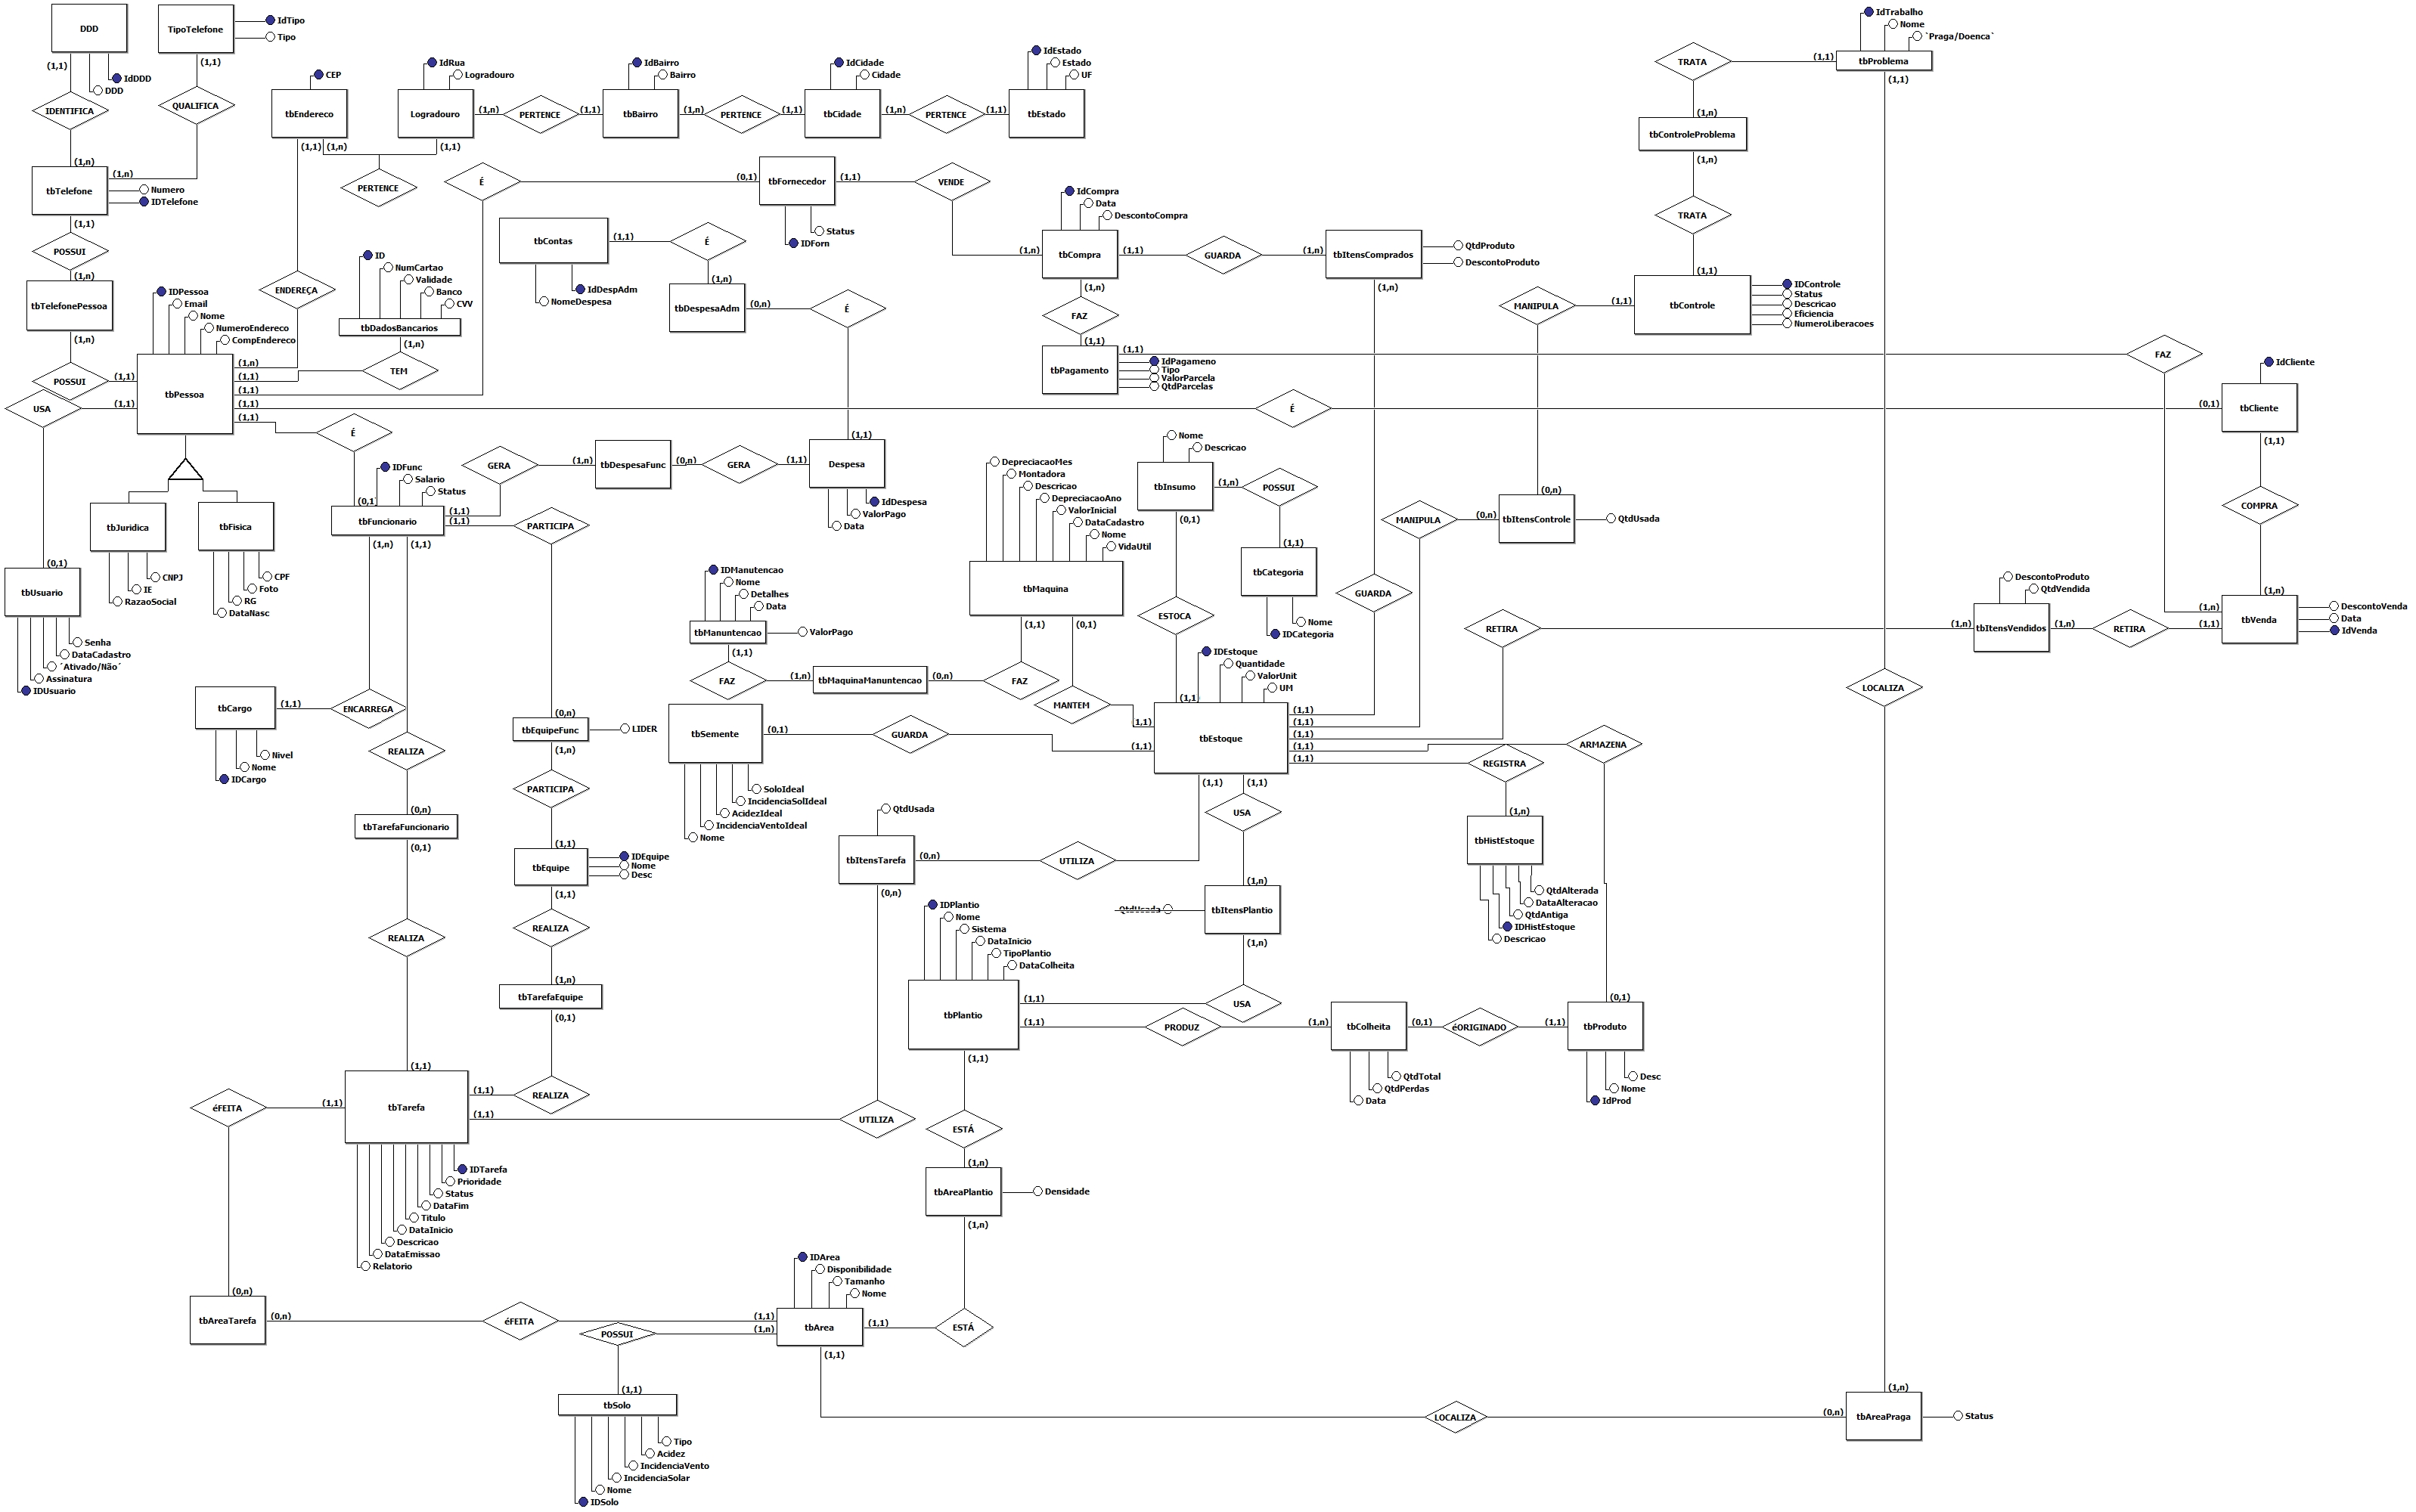 DDD
(1,1)
IdDDD
DDD
IDENTIFICA
(1,n)
TipoTelefone
IdTipo
Tipo
(1,1)
QUALIFICA
(1,n)
tbTelefone
Numero
IDTelefone
(1,1)
POSSUI
(1,n)
tbTelefonePessoa
(1,n)
POSSUI
(1,1)
USA
(1,1)
CEP
tbEndereco
(1,1)
(1,n)
PERTENCE
(1,1)
IdRua
Logradouro
Logradouro
(1,n)
PERTENCE
(1,1)
IdBairro
Bairro
tbBairro
(1,n)
PERTENCE
(1,1)
IdCidade
Cidade
tbCidade
(1,n)
PERTENCE
(1,1)
IdEstado
Estado
UF
tbEstado
ENDEREÇA
IDPessoa
Email
Nome
NumeroEndereco
CompEndereco
tbPessoa
(1,n)
(1,1)
(1,1)
(1,1)
(1,1)
ID
NumCartao
Validade
Banco
CVV
tbDadosBancarios
(1,n)
TEM
É
(0,1)
tbFornecedor
(1,1)
Status
IDForn
VENDE
(1,n)
tbContas
(1,1)
É
(1,n)
IdDespAdm
NomeDespesa
tbDespesaAdm
(0,n)
É
(1,1)
IdCompra
Data
DescontoCompra
tbCompra
(1,1)
GUARDA
(1,n)
(1,n)
FAZ
(1,1)
tbItensComprados
QtdProduto
DescontoProduto
(1,n)
tbPagamento
(1,1)
IdPagameno
Tipo
ValorParcela
QtdParcelas
IdTrabalho
Nome
`Praga/Doenca`
tbProblema
(1,1)
(1,1)
TRATA
(1,n)
tbControleProblema
(1,n)
TRATA
(1,1)
MANIPULA
(1,1)
tbControle
IDControle
Status
Descricao
Eficiencia
NumeroLiberacoes
FAZ
IdCliente
É
(0,1)
tbCliente
(1,1)
COMPRA
(1,n)
É
(0,1)
IDFunc
Salario
Status
tbFuncionario
(1,1)
(1,1)
(1,n)
(1,1)
GERA
(1,n)
tbDespesaFunc
(0,n)
GERA
(1,1)
Despesa
IdDespesa
ValorPago
Data
PARTICIPA
tbJuridica
CNPJ
IE
RazaoSocial
tbFisica
CPF
Foto
RG
DataNasc
(0,1)
tbUsuario
Senha
DataCadastro
´Ativado/Não´
Assinatura
IDUsuario
DepreciacaoMes
Montadora
Descricao
DepreciacaoAno
ValorInicial
DataCadastro
Nome
VidaUtil
tbMaquina
(1,1)
(0,1)
Nome
Descricao
tbInsumo
(1,n)
POSSUI
(0,1)
(1,1)
tbCategoria
Nome
IDCategoria
ESTOCA
MANIPULA
(0,n)
(0,n)
tbItensControle
QtdUsada
GUARDA
RETIRA
(1,n)
DescontoProduto
QtdVendida
tbItensVendidos
(1,n)
RETIRA
(1,1)
(1,n)
tbVenda
DescontoVenda
Data
IdVenda
IDManutencao
Nome
Detalhes
Data
tbManuntencao
ValorPago
(1,1)
FAZ
(1,n)
tbMaquinaManuntencao
(0,n)
FAZ
MANTEM
(1,1)
tbCargo
(1,1)
ENCARREGA
Nivel
Nome
IDCargo
REALIZA
(0,n)
tbTarefaFuncionario
(0,1)
REALIZA
(0,n)
tbEquipeFunc
LIDER
(1,n)
PARTICIPA
(1,1)
tbEquipe
IDEquipe
Nome
Desc
(1,1)
REALIZA
(1,n)
tbTarefaEquipe
(0,1)
REALIZA
tbSemente
(0,1)
GUARDA
(1,1)
SoloIdeal
IncidenciaSolIdeal
AcidezIdeal
IncidenciaVentoIdeal
Nome
IDEstoque
Quantidade
ValorUnit
UM
(1,1)
tbEstoque
(1,1)
(1,1)
(1,1)
(1,1)
(1,1)
(1,1)
(1,1)
ARMAZENA
REGISTRA
(1,n)
tbHistEstoque
QtdAlterada
DataAlteracao
QtdAntiga
IDHistEstoque
Descricao
LOCALIZA
QtdUsada
tbItensTarefa
(0,n)
UTILIZA
(0,n)
USA
(1,n)
tbItensPlantio
QtdUsada
(1,n)
USA
IDPlantio
Nome
Sistema
DataInicio
TipoPlantio
DataColheita
tbPlantio
(1,1)
(1,1)
(1,1)
PRODUZ
(1,n)
tbColheita
(0,1)
QtdTotal
QtdPerdas
Data
éORIGINADO
(1,1)
(0,1)
tbProduto
Desc
Nome
IdProd
éFEITA
(1,1)
(1,1)
tbTarefa
(1,1)
(1,1)
UTILIZA
IDTarefa
Prioridade
Status
DataFim
Titulo
DataInicio
Descricao
DataEmissao
Relatorio
ESTÁ
(1,n)
tbAreaPlantio
Densidade
(1,n)
ESTÁ
(0,n)
tbAreaTarefa
(0,n)
éFEITA
(1,1)
POSSUI
(1,n)
IDArea
Disponibilidade
Tamanho
Nome
tbArea
(1,1)
(1,1)
(1,1)
tbSolo
Tipo
Acidez
IncidenciaVento
IncidenciaSolar
Nome
IDSolo
LOCALIZA
(0,n)
(1,n)
tbAreaPraga
Status